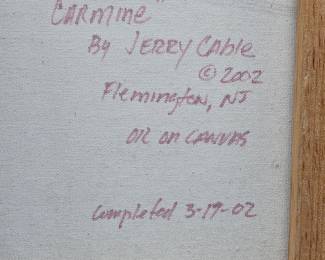 "CARMINE"
By JERRY Cable
© 2002
Flemington, NJ
Oil on CANVAS
Completed 3-19-02